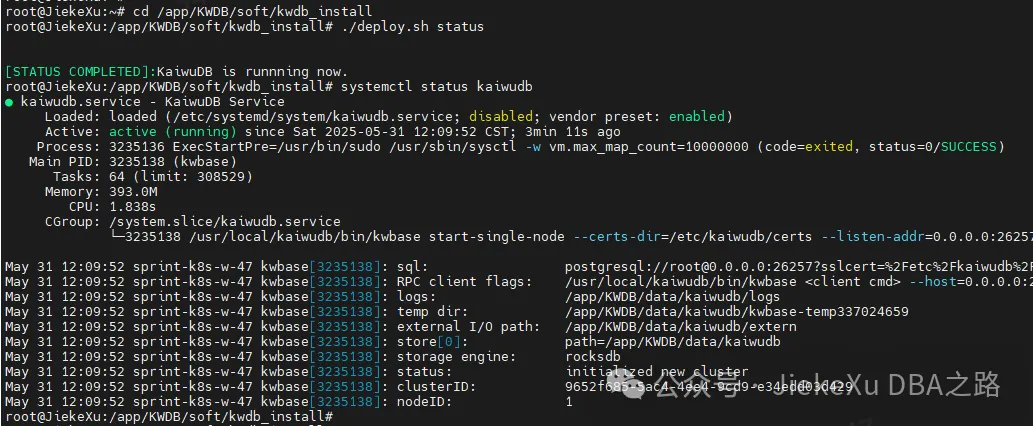 root@JiekeXu:~# cd /app/KWDB/soft/kwdb_install
root@JiekeXu:/app/KWDB/soft/kwdb_install# ./deploy.sh status
[STATUS COMPLETED]:KaiwuDB is runnning now.
root@JiekeXu:/app/KWDB/soft/kwdb_install# systemctl status kaiwudb
● kaiwudb.service - KaiwuDB Service
Loaded: loaded (/etc/systemd/system/kaiwudb.service; disabled; vendor preset: enabled)
Active: active (running) since Sat 2025-05-31 12:09:52 CST; 3min 11s ago
Process: 3235136 ExecStartPre=/usr/bin/sudo /usr/sbin/sysctl -w vm.max_map_count=10000000 (code=exited, status=0/SUCCESS)
Main PID: 3235138 (kwbase)
Tasks: 64 (limit: 308529)
Memory: 393.0M
CPU: 1.838s
CGroup: /system.slice/kaiwudb.service
└─3235138 /usr/local/kaiwudb/bin/kwbase start-single-node --certs-dir=/etc/kaiwudb/certs --listen-addr=0.0.0.0:26257
May 31 12:09:52 sprint-k8s-w-47 kwbase[3235138]: sql: postgresql://root@0.0.0.0:26257?sslcert=%2Fetc%2Fkaiwudb%2F
May 31 12:09:52 sprint-k8s-w-47 kwbase[3235138]: RPC client flags: /usr/local/kaiwudb/bin/kwbase <client cmd> --host=0.0.0.0:2
May 31 12:09:52 sprint-k8s-w-47 kwbase[3235138]: logs: /app/KWDB/data/kaiwudb/logs
May 31 12:09:52 sprint-k8s-w-47 kwbase[3235138]: temp dir: /app/KWDB/data/kaiwudb/kwbase-temp337024659
May 31 12:09:52 sprint-k8s-w-47 kwbase[3235138]: external I/O path: /app/KWDB/data/kaiwudb/extern
May 31 12:09:52 sprint-k8s-w-47 kwbase[3235138]: store[0]: path=/app/KWDB/data/kaiwudb
May 31 12:09:52 sprint-k8s-w-47 kwbase[3235138]: storage engine: rocksdb
May 31 12:09:52 sprint-k8s-w-47 kwbase[3235138]: status: initialized new cluster
May 31 12:09:52 sprint-k8s-w-47 kwbase[3235138]: clusterID:
May 31 12:09:52 sprint-k8s-w-47 kwbase[3235138]: nodeID: 1
root@JiekeXu:/app/KWDB/soft/kwdb_install#
公众号 · JiekeXu DBA之路